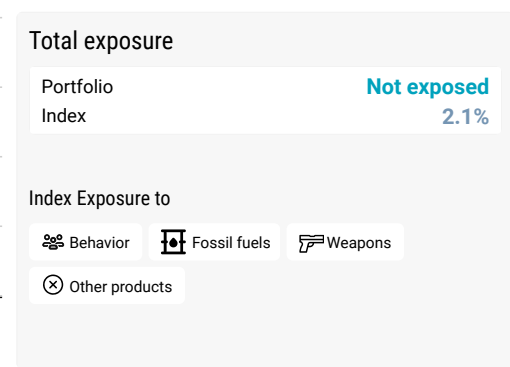 Total exposure
Portfolio Not exposed
Index 2.1%
Index Exposure to
Behavior Fossil fuels Weapons
Other products